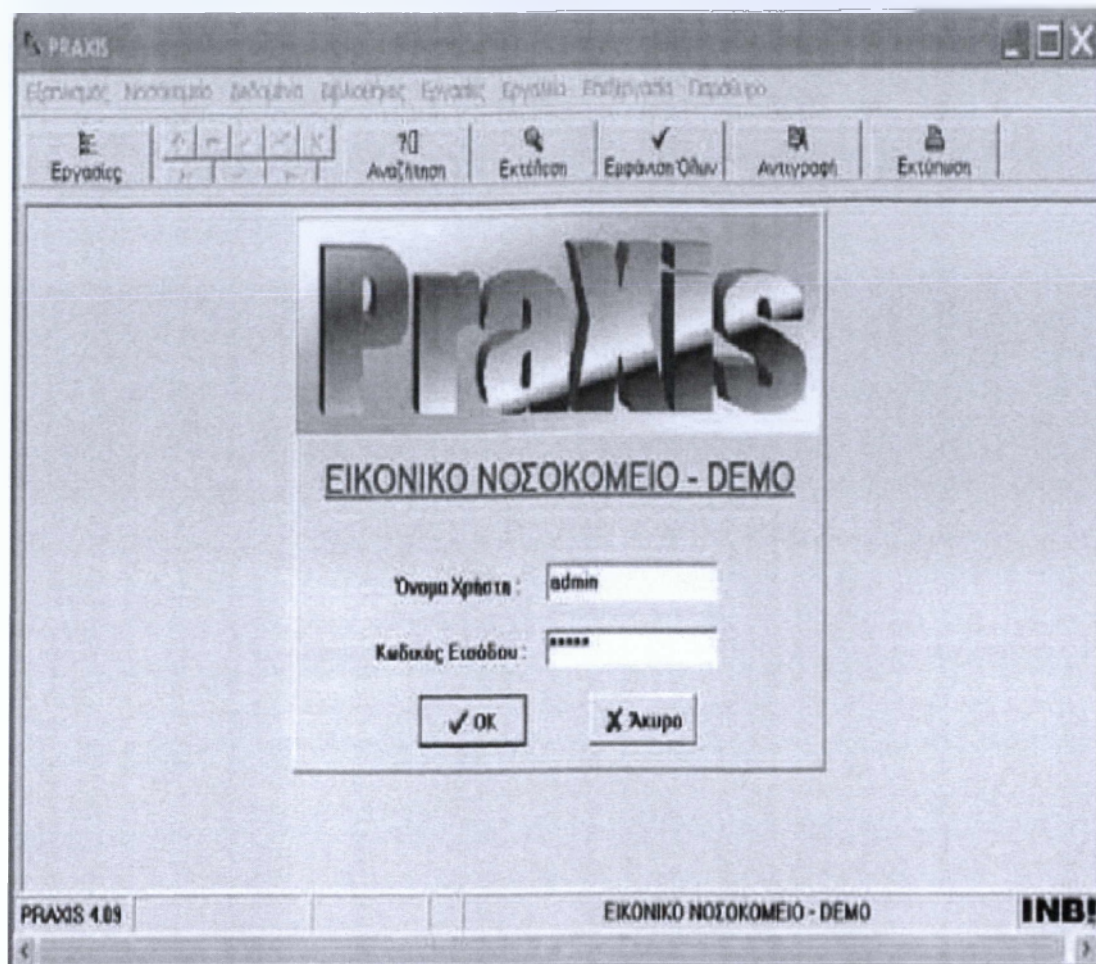 PRAXIS
Εξοπλισμός Νοσοκομείο Δεδομένα Βιβλιοθήκες Εργασίες Εργαλεία Επεξεργασία Παράθυρο
Εργασίες Αναζήτηση Εκτέλεση Εμφάνιση Όλων Αντιγραφή Εκτύπωση
PraXis
ΕΙΚΟΝΙΚΟ ΝΟΣΟΚΟΜΕΙΟ - DEMO
Όνομα Χρήστη : admin
Κωδικός Εισόδου : *****
OK Άκυρο
PRAXIS 4.09 ΕΙΚΟΝΙΚΟ ΝΟΣΟΚΟΜΕΙΟ - DEMO INB!